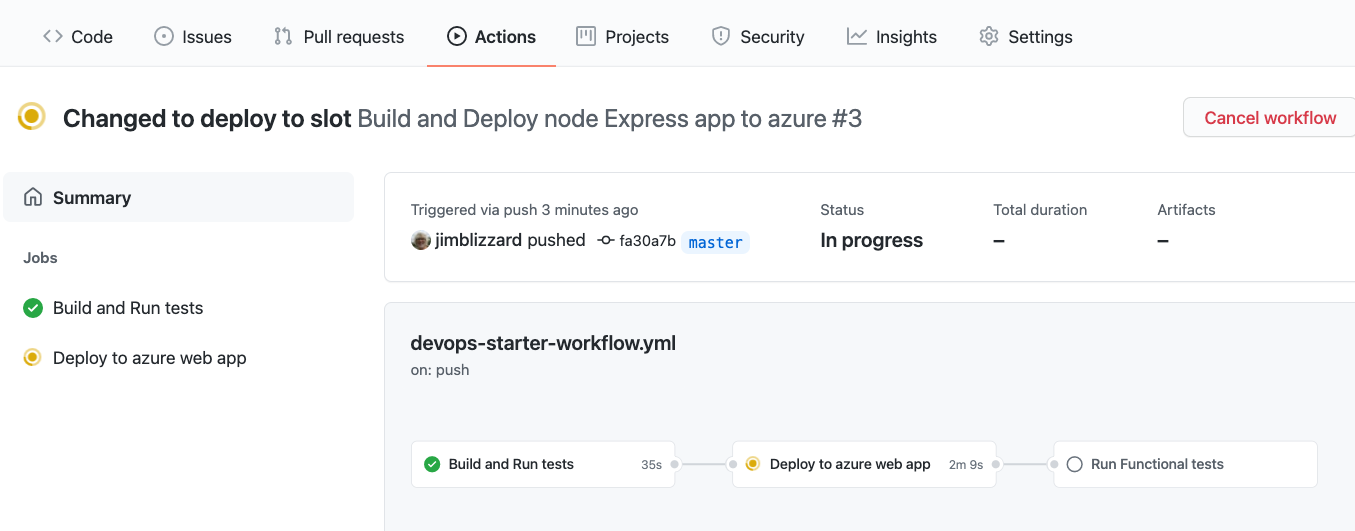 Code Issues Pull requests Actions Projects Security Insights Settings
Changed to deploy to slot Build and Deploy node Express app to azure #3
Cancel workflow
Summary
Jobs
Build and Run tests
Deploy to azure web app
Triggered via push 3 minutes ago
jimblizzard pushed fa30a7b master
Status
In progress
Total duration
–
Artifacts
–
devops-starter-workflow.yml
on: push
Build and Run tests 35s
Deploy to azure web app 2m 9s
Run Functional tests